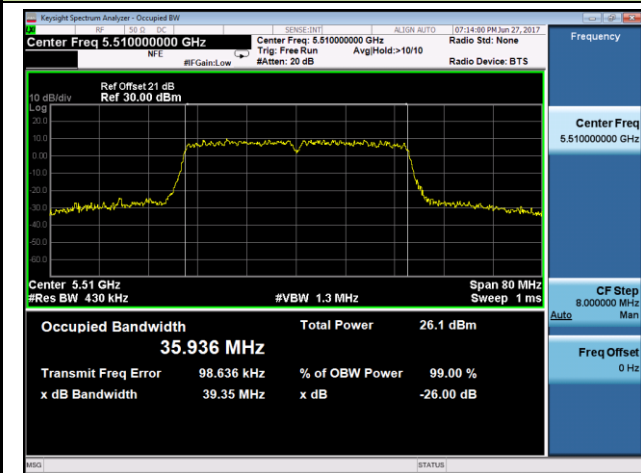 Keysight Spectrum Analyzer - Occupied BW
RF 50 Ω DC SENSE:INT ALIGN AUTO 07:14:00 PM Jun 27, 2017
Center Freq 5.510000000 GHz Center Freq: 5.510000000 GHz Radio Std: None
NFE Trig: Free Run Avg|Hold:>10/10
#IFGain:Low #Atten: 20 dB Radio Device: BTS
Frequency
Ref Offset 21 dB
10 dB/div Ref 30.00 dBm
Log
20.0
10.0
0.00
-10.0
-20.0
-30.0
-40.0
-50.0
-60.0
Center 5.51 GHz Span 80 MHz
#Res BW 430 kHz #VBW 1.3 MHz Sweep 1 ms
Occupied Bandwidth Total Power 26.1 dBm
35.936 MHz
Transmit Freq Error 98.636 kHz % of OBW Power 99.00 %
x dB Bandwidth 39.35 MHz x dB -26.00 dB
Center Freq
5.510000000 GHz
CF Step
8.000000 MHz
Auto Man
Freq Offset
0 Hz
MSG STATUS